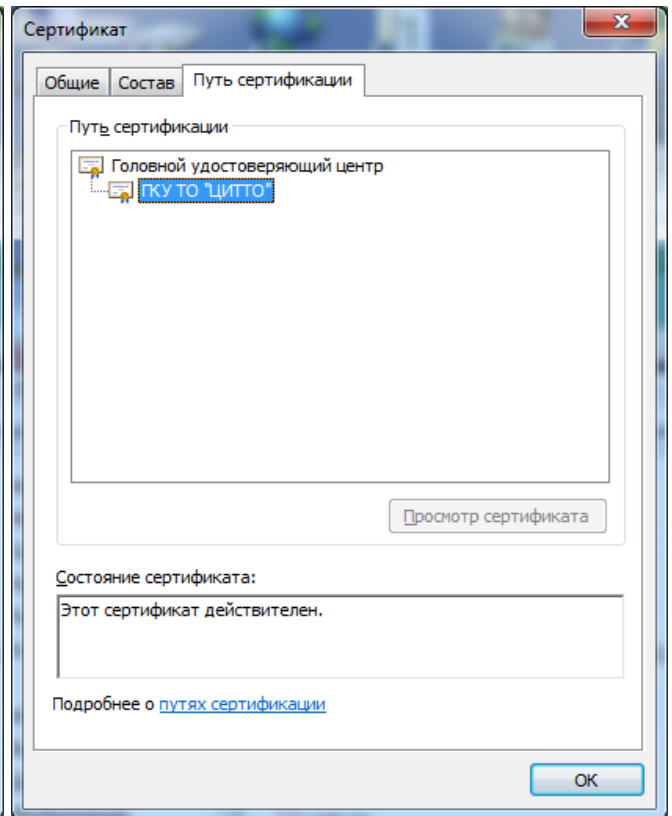 Сертификат
Общие Состав Путь сертификации
Путь сертификации
Головной удостоверяющий центр
ГКУ ТО "ЦИТТО"
Просмотр сертификата
Состояние сертификата:
Этот сертификат действителен.
Подробнее о путях сертификации
ОК